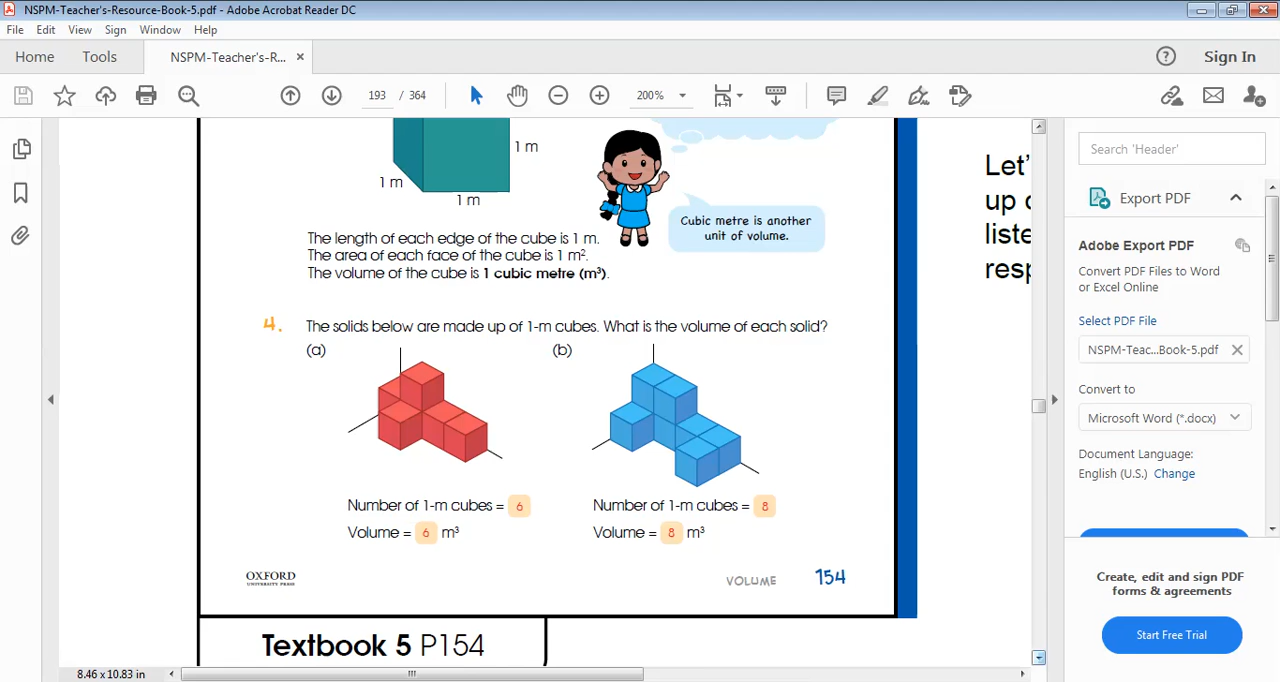 NSPM-Teacher's-Resource-Book-5.pdf - Adobe Acrobat Reader DC
File Edit View Sign Window Help
Home Tools NSPM-Teacher's-R... × Sign In
193 / 364 200%
1 m
1 m
1 m
Cubic metre is another
unit of volume.
The length of each edge of the cube is 1 m.
The area of each face of the cube is 1 m².
The volume of the cube is 1 cubic metre (m³).
4. The solids below are made up of 1-m cubes. What is the volume of each solid?
(a) (b)
Number of 1-m cubes = 6 Number of 1-m cubes = 8
Volume = 6 m³ Volume = 8 m³
OXFORD
UNIVERSITY PRESS
VOLUME 154
Textbook 5 P154
Let'
up
liste
resp
8.46 x 10.83 in
Search 'Header'
Export PDF
Adobe Export PDF
Convert PDF Files to Word
or Excel Online
Select PDF File
NSPM-Teac...Book-5.pdf
Convert to
Microsoft Word (*.docx)
Document Language:
English (U.S.) Change
Create, edit and sign PDF
forms & agreements
Start Free Trial